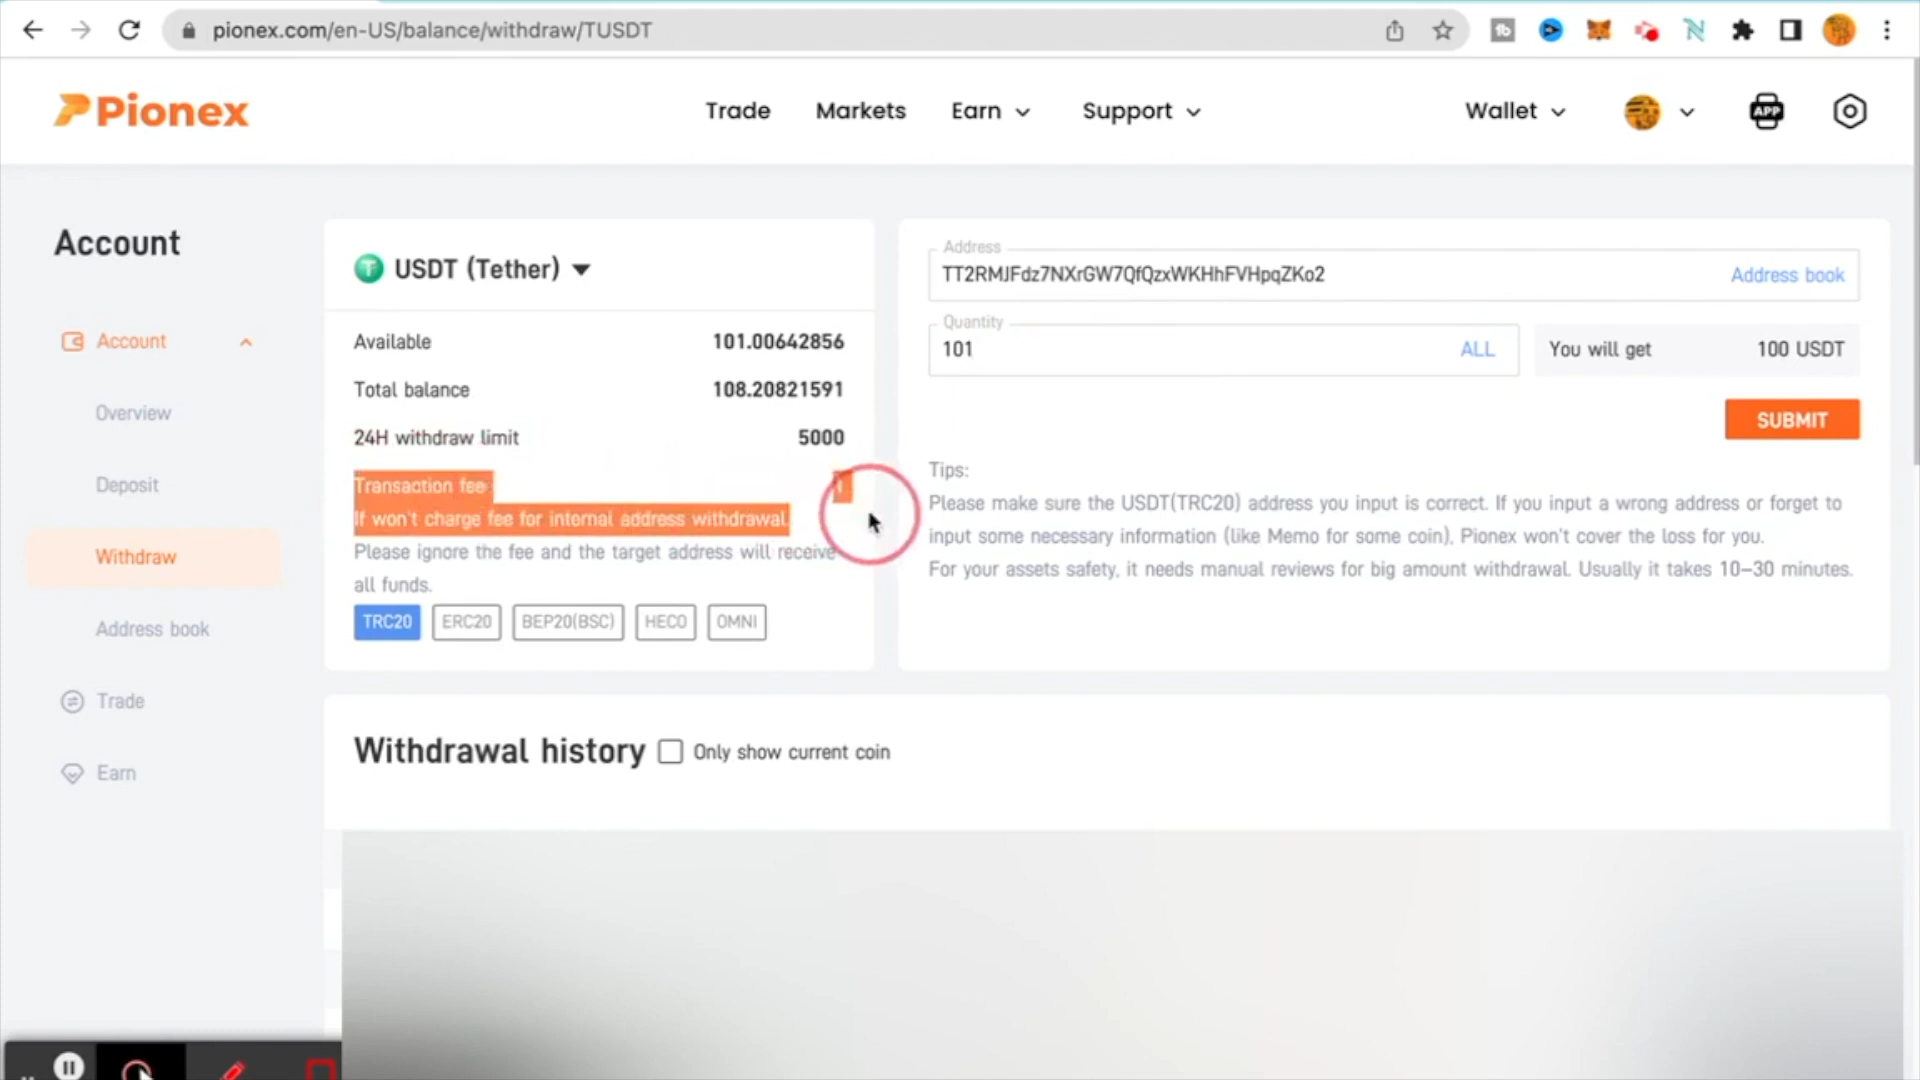 pionex.com/en-US/balance/withdraw/TUSDT
Pionex
Trade
Markets
Earn
Support
Wallet
APP
Account
Account
Overview
Deposit
Withdraw
Address book
Trade
Earn
USDT (Tether)
Available 101.00642856
Total balance 108.20821591
24H withdraw limit 5000
Transaction fee 1
If won't charge fee for internal address withdrawal.
Please ignore the fee and the target address will receive
all funds.
TRC20 ERC20 BEP20(BSC) HECO OMNI
Address
TT2RMJFdz7NXrGW7QfQzxWKHhFVHpqZKo2 Address book
Quantity
101 ALL You will get 100 USDT
SUBMIT
Tips:
Please make sure the USDT(TRC20) address you input is correct. If you input a wrong address or forget to
input some necessary information (like Memo for some coin), Pionex won't cover the loss for you.
For your assets safety, it needs manual reviews for big amount withdrawal. Usually it takes 10–30 minutes.
Withdrawal history Only show current coin